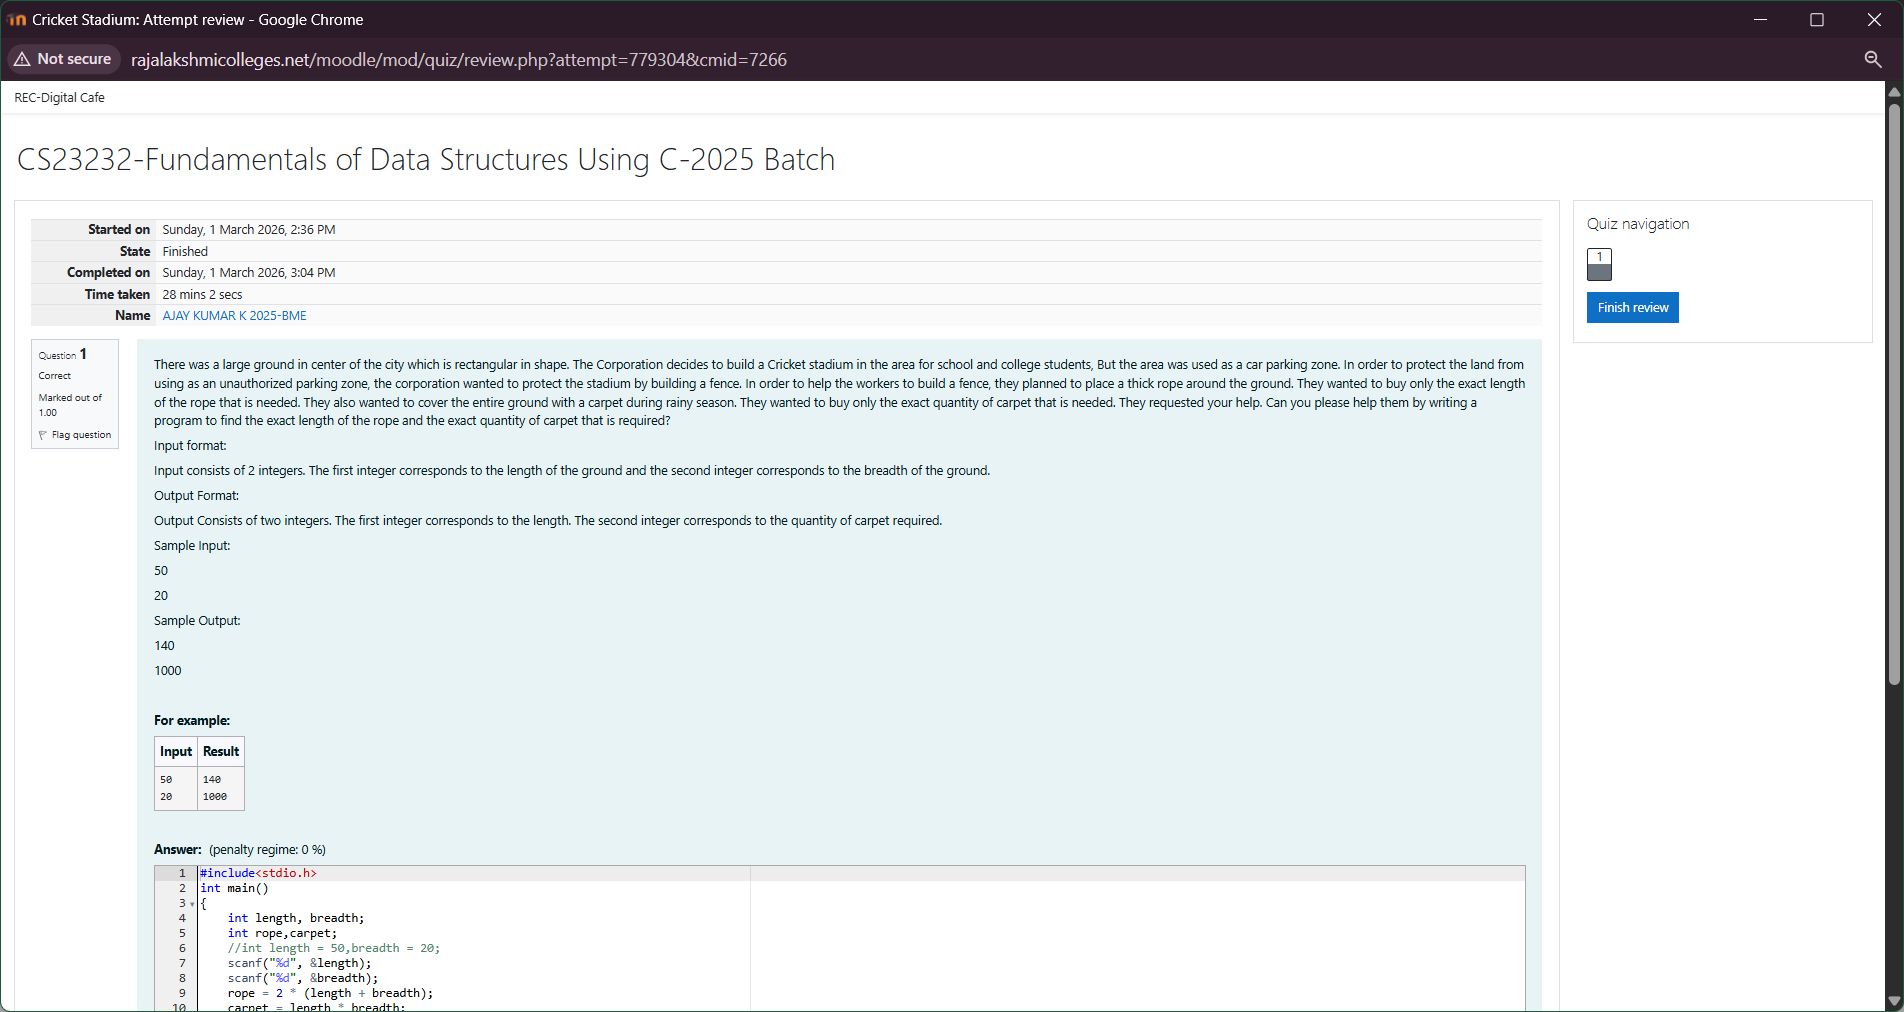 Cricket Stadium: Attempt review - Google Chrome
Not secure rajalakshmicolleges.net/moodle/mod/quiz/review.php?attempt=779304&cmid=7266
REC-Digital Cafe
CS23232-Fundamentals of Data Structures Using C-2025 Batch
Started on Sunday, 1 March 2026, 2:36 PM
State Finished
Completed on Sunday, 1 March 2026, 3:04 PM
Time taken 28 mins 2 secs
Name AJAY KUMAR K 2025-BME
Question 1
Correct
Marked out of
1.00
Flag question
There was a large ground in center of the city which is rectangular in shape. The Corporation decides to build a Cricket stadium in the area for school and college students, But the area was used as a car parking zone. In order to protect the land from
using as an unauthorized parking zone, the corporation wanted to protect the stadium by building a fence. In order to help the workers to build a fence, they planned to place a thick rope around the ground. They wanted to buy only the exact length
of the rope that is needed. They also wanted to cover the entire ground with a carpet during rainy season. They wanted to buy only the exact quantity of carpet that is needed. They requested your help. Can you please help them by writing a
program to find the exact length of the rope and the exact quantity of carpet that is required?
Input format:
Input consists of 2 integers. The first integer corresponds to the length of the ground and the second integer corresponds to the breadth of the ground.
Output Format:
Output Consists of two integers. The first integer corresponds to the length. The second integer corresponds to the quantity of carpet required.
Sample Input:
50
20
Sample Output:
140
1000
For example:
Input Result
50 140
20 1000
Answer: (penalty regime: 0 %)
1 #include<stdio.h>
2 int main()
3 {
4 int length, breadth;
5 int rope,carpet;
6 //int length = 50,breadth = 20;
7 scanf("%d", &length);
8 scanf("%d", &breadth);
9 rope = 2 * (length + breadth);
10 carpet = length * breadth;
Quiz navigation
1
Finish review